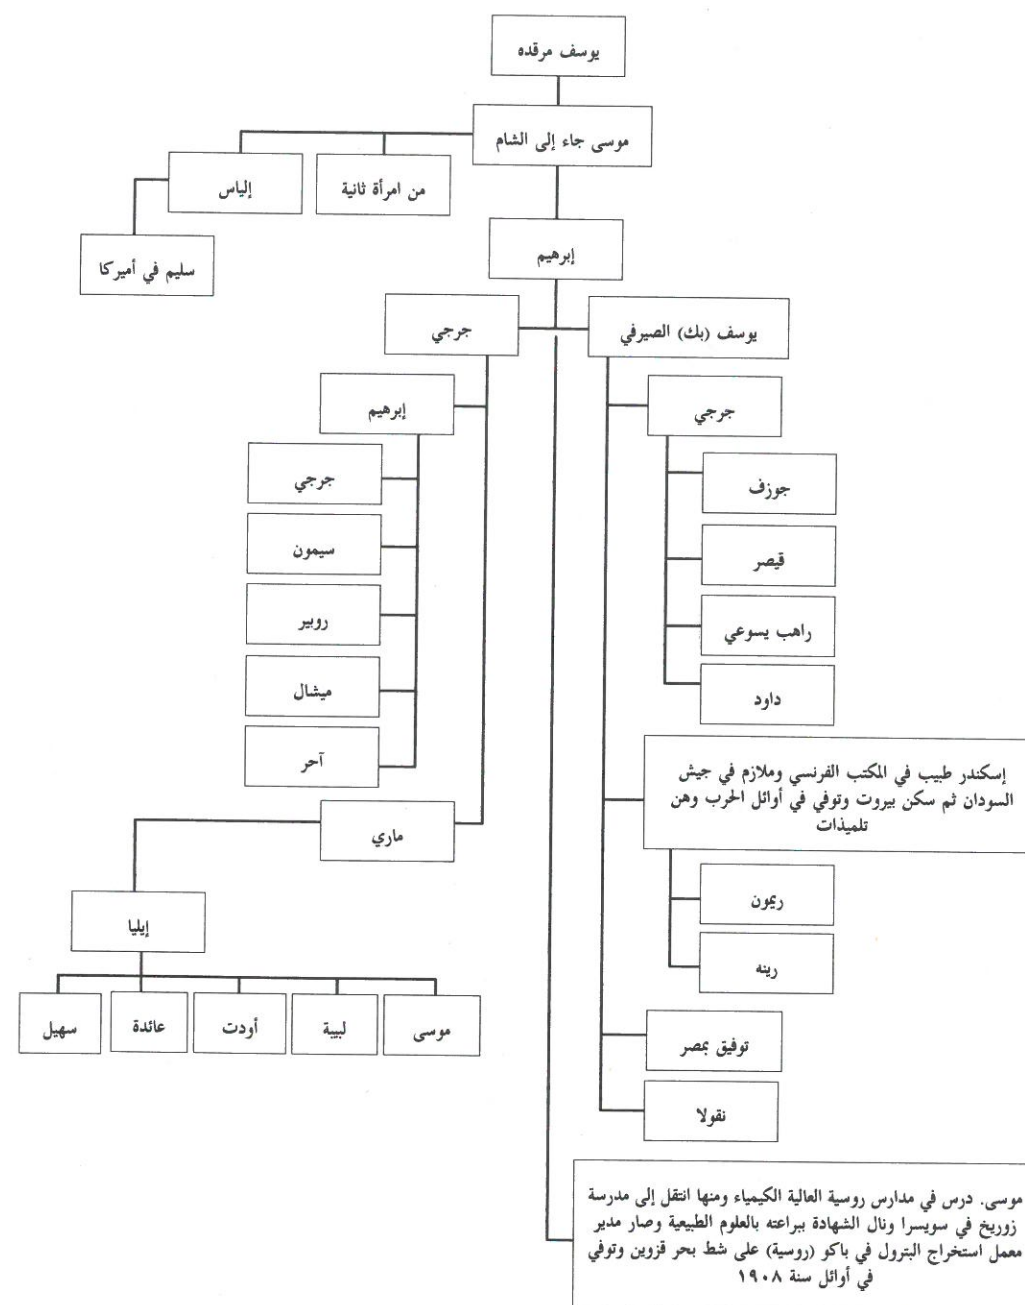 يوسف مرقده
موسى جاء إلى الشام
من امرأة ثانية
إلياس
سليم في أميركا
إبرهيم
يوسف (بك) الصيرفي
جرجي
جوزف
قيصر
راهب يسوعي
داود
إسكندر طبيب في المكتب الفرنسي وملازم في جيش
السودان ثم سكن بيروت وتوفي في أوائل الحرب وهن
تلميذات
ريمون
رينه
توفيق بمصر
نقولا
جرجي
إبرهيم
جرجي
سيمون
روبير
ميشال
آحر
ماري
إيليا
موسى
لبيبة
أودت
عائدة
سهيل
موسى. درس في مدارس روسية العالية الكيمياء ومنها انتقل إلى مدرسة
زوريخ في سويسرا ونال الشهادة ببراعته بالعلوم الطبيعية وصار مدير
معمل استخراج البترول في باكو (روسية) على شط بحر قزوين وتوفي
في أوائل سنة ١٩٠٨